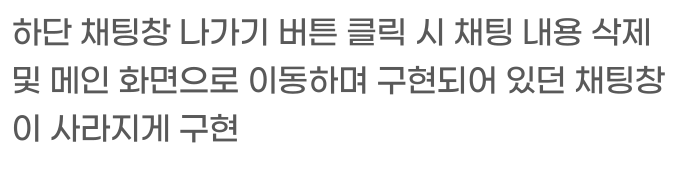 하단 채팅창 나가기 버튼 클릭 시 채팅 내용 삭제
및 메인 화면으로 이동하며 구현되어 있던 채팅창
이 사라지게 구현